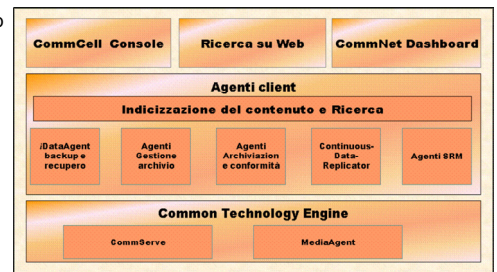 CommCell Console
Ricerca su Web
CommNet Dashboard
Agenti client
Indicizzazione del contenuto e Ricerca
iDataAgent
backup e
recupero
Agenti
Gestione
archivio
Agenti
Archiviazion
e conformità
Continuous-
Data-
Replicator
Agenti SRM
Common Technology Engine
CommServe
MediaAgent